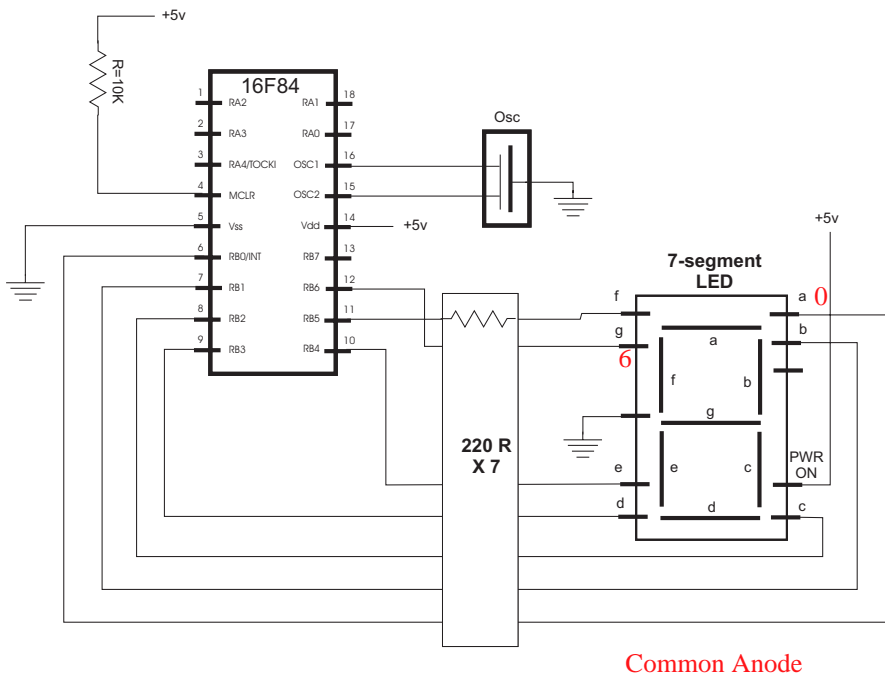 +5v
R=10K
16F84
1 RA2 RA1 18
2 RA3 RA0 17
3 RA4/TOCKI OSC1 16
4 MCLR OSC2 15
5 Vss Vdd 14
6 RB0/INT RB7 13
7 RB1 RB6 12
8 RB2 RB5 11
9 RB3 RB4 10
Osc
+5v
+5v
7-segment
LED
f a 0
g b
6
a
f b
g
e c
d
PWR
ON
e
d c
220 R
X 7
Common Anode